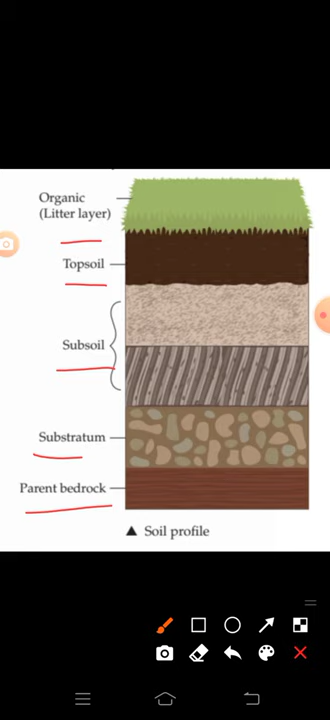 Organic
(Litter layer)
Topsoil
Subsoil
Substratum
Parent bedrock
▲ Soil profile